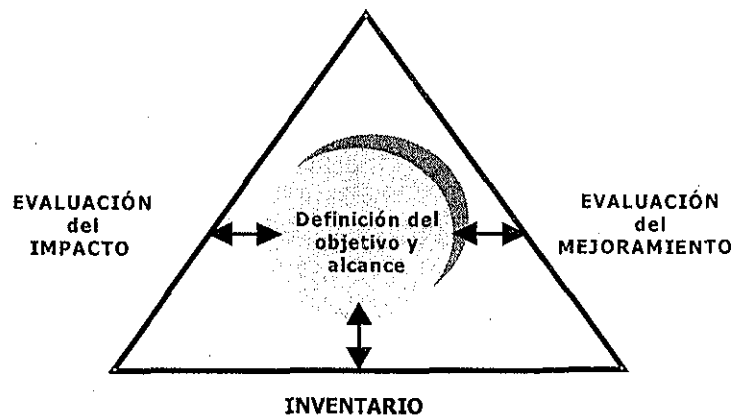 EVALUACIÓN
del
IMPACTO
Definición del
objetivo y
alcance
EVALUACIÓN
del
MEJORAMIENTO
INVENTARIO